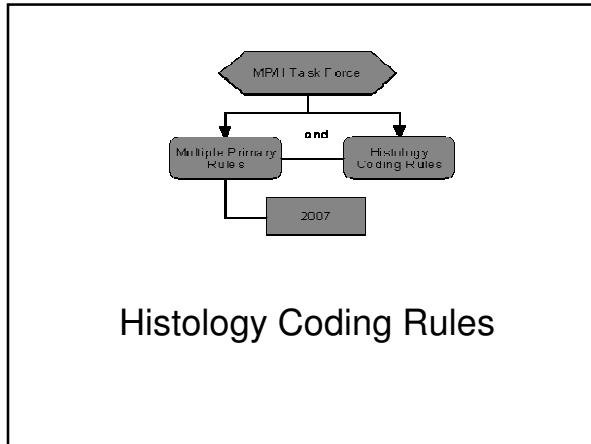 MP/H Task Force
and
Multiple Primary
Rules
Histology
Coding Rules
2007
Histology Coding Rules